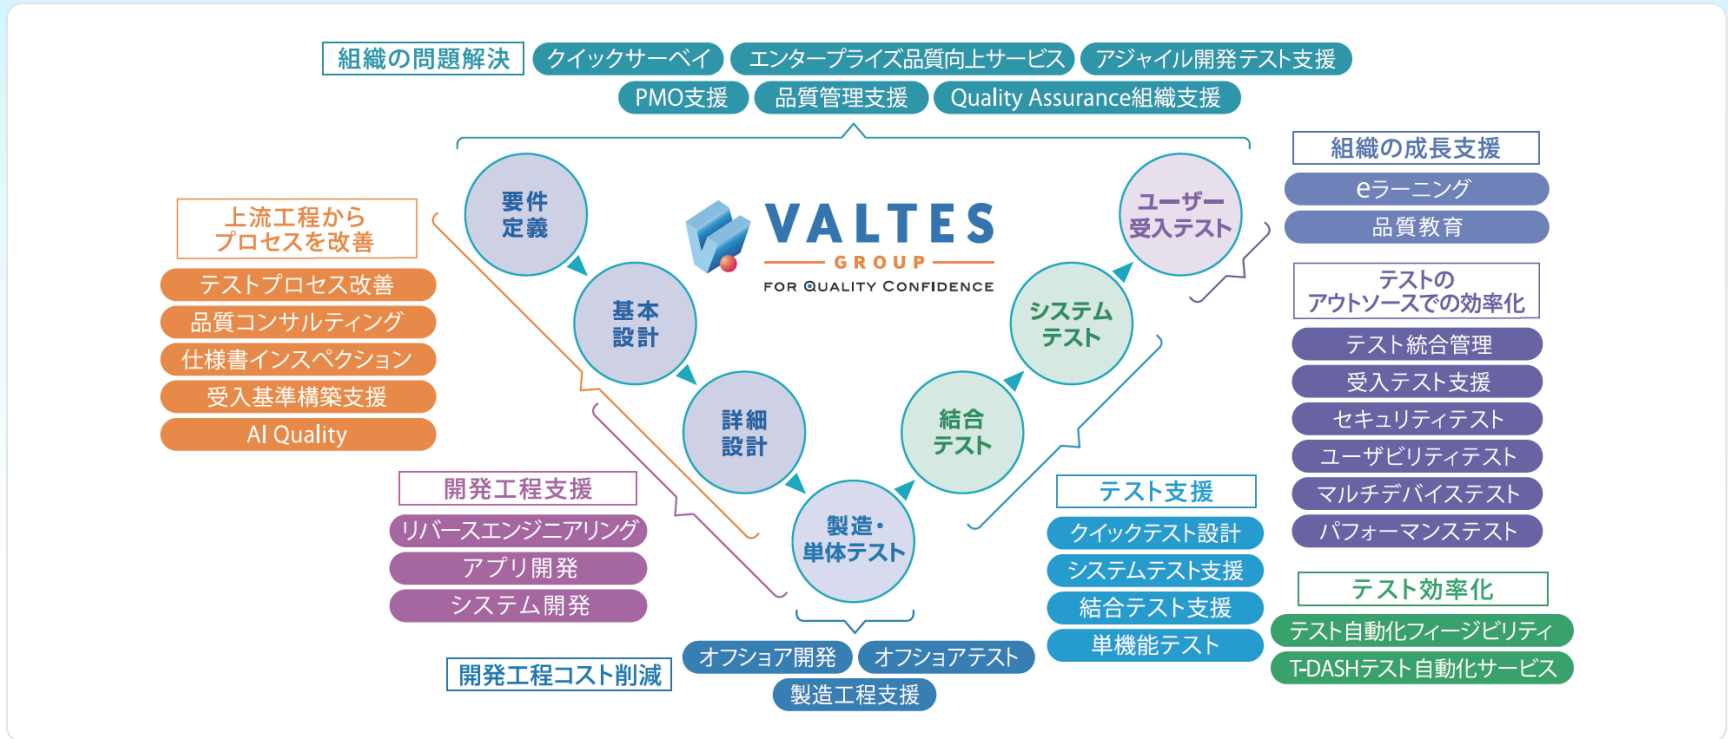 組織の問題解決
クイックサーベイ
エンタープライズ品質向上サービス
アジャイル開発テスト支援
PMO支援
品質管理支援
Quality Assurance組織支援
要件
定義
基本
設計
詳細
設計
製造・
単体テスト
結合
テスト
システム
テスト
ユーザー
受入テスト
VALTES
GROUP
FOR QUALITY CONFIDENCE
上流工程から
プロセスを改善
テストプロセス改善
品質コンサルティング
仕様書インスペクション
受入基準構築支援
AI Quality
開発工程支援
リバースエンジニアリング
アプリ開発
システム開発
開発工程コスト削減
オフショア開発
オフショアテスト
製造工程支援
テスト支援
クイックテスト設計
システムテスト支援
結合テスト支援
単機能テスト
組織の成長支援
eラーニング
品質教育
テストの
アウトソースでの効率化
テスト統合管理
受入テスト支援
セキュリティテスト
ユーザビリティテスト
マルチデバイステスト
パフォーマンステスト
テスト効率化
テスト自動化フィージビリティ
T-DASHテスト自動化サービス